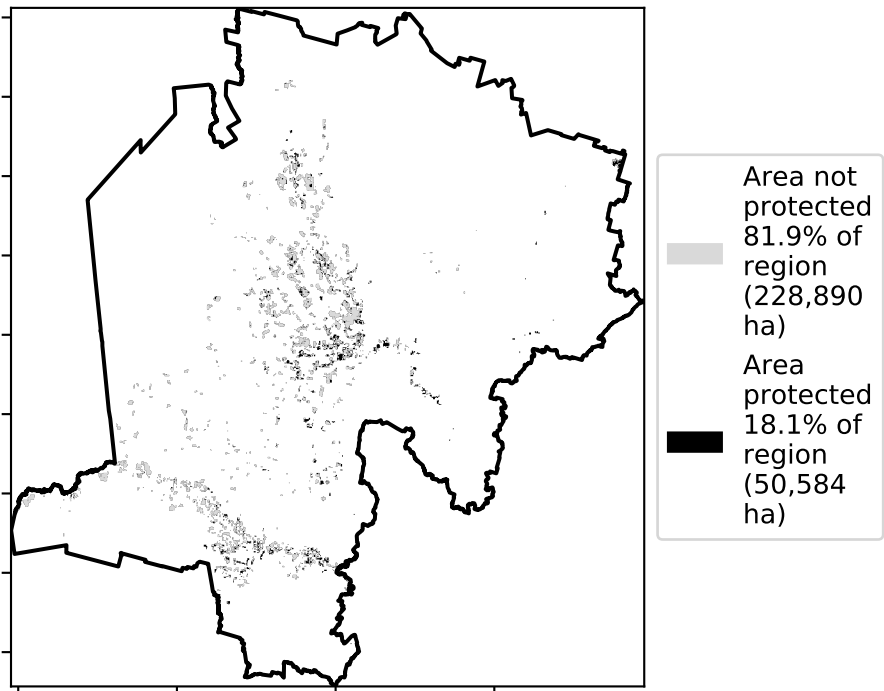 Area not
protected
81.9% of
region
(228,890
ha)
Area
protected
18.1% of
region
(50,584
ha)